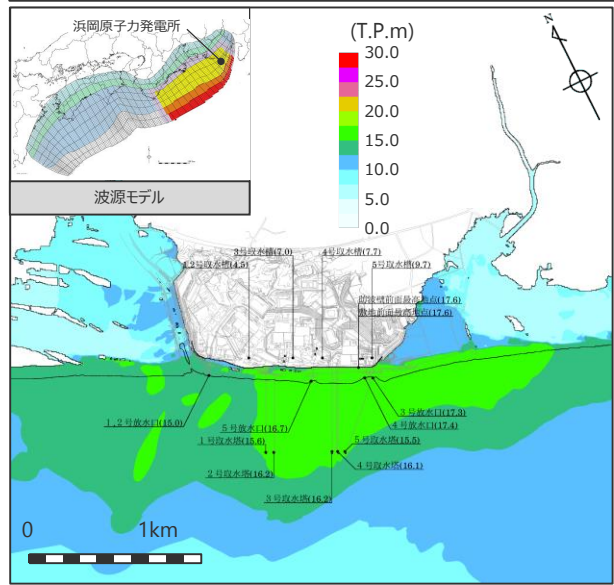 浜岡原子力発電所
波源モデル
(T.P.m)
30.0
25.0
20.0
15.0
10.0
5.0
0.0
N
3号取水槽(7.0)
4号取水槽(7.7)
1,2号取水槽(4.5)
5号取水槽(9.7)
防波壁前面最高地点(17.6)
敷地前面最高地点(17.6)
1,2号放水口(15.0)
5号放水口(16.7)
3号放水口(17.3)
4号放水口(17.4)
1号取水塔(15.6)
5号取水塔(15.5)
2号取水塔(16.2)
4号取水塔(16.1)
3号取水塔(16.2)
0 1km